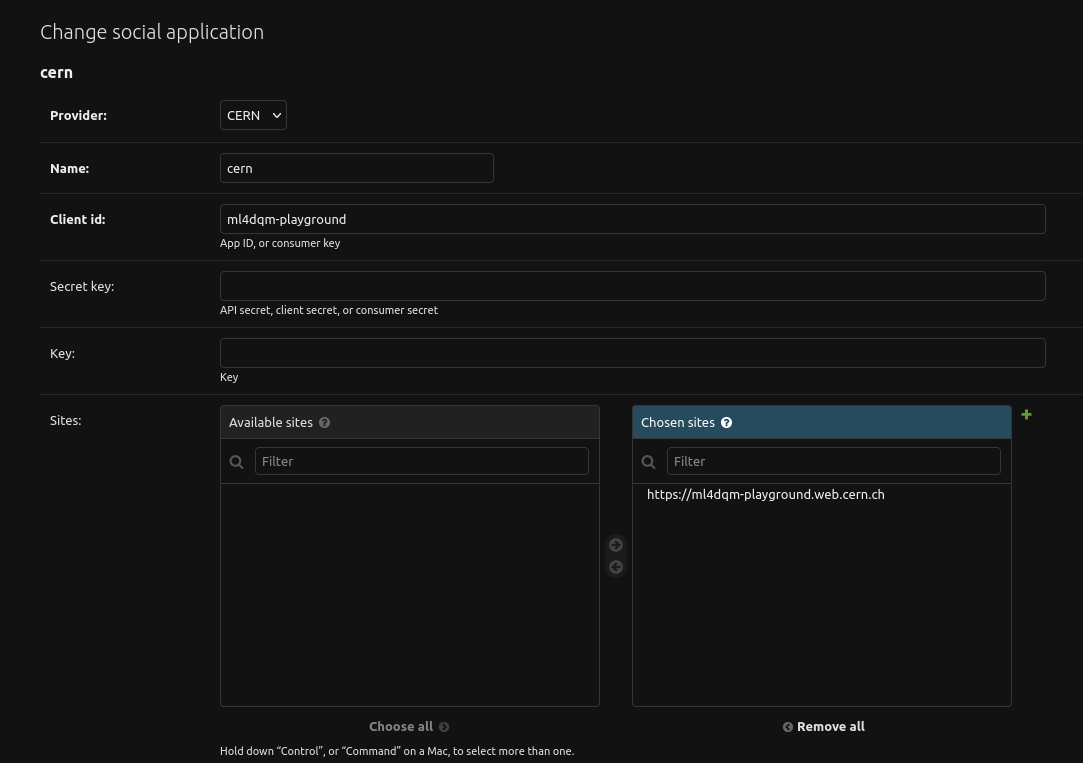 Change social application
cern
Provider: CERN
Name: cern
Client id: ml4dqm-playground
App ID, or consumer key
Secret key:
API secret, client secret, or consumer secret
Key:
Key
Sites:
Available sites ?
Chosen sites ?
Filter
Filter
https://ml4dqm-playground.web.cern.ch
Choose all
Remove all
Hold down “Control”, or “Command” on a Mac, to select more than one.